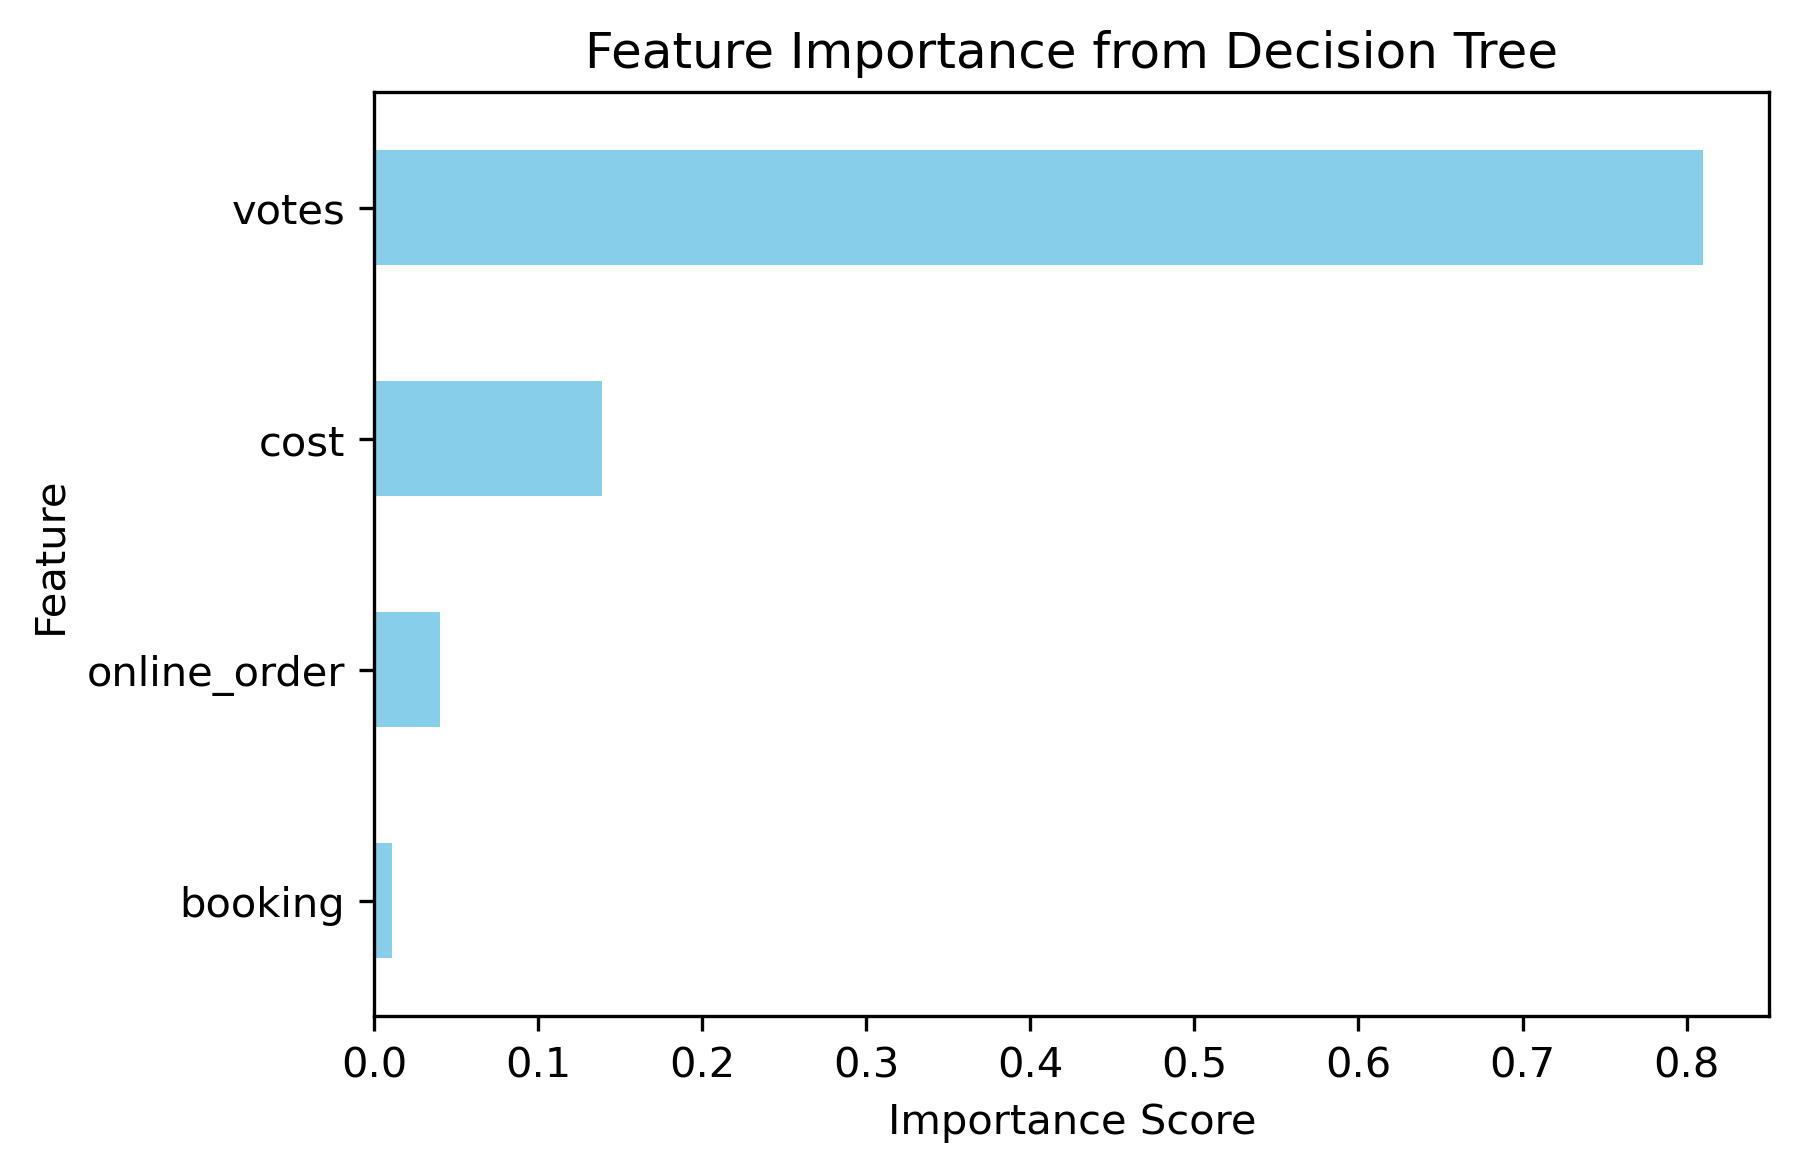 Feature Importance from Decision Tree
votes
cost
online_order
booking
Feature
0.0 0.1 0.2 0.3 0.4 0.5 0.6 0.7 0.8
Importance Score